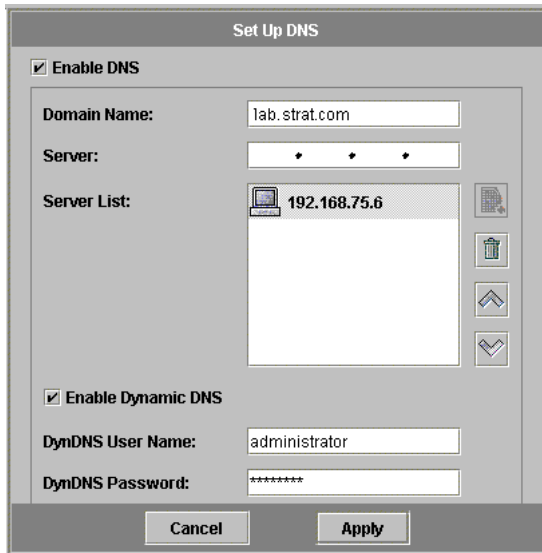 Set Up DNS
Enable DNS
Domain Name: lab.strat.com
Server: . . .
Server List: 192.168.75.6
Enable Dynamic DNS
DynDNS User Name: administrator
DynDNS Password: ********
Cancel Apply